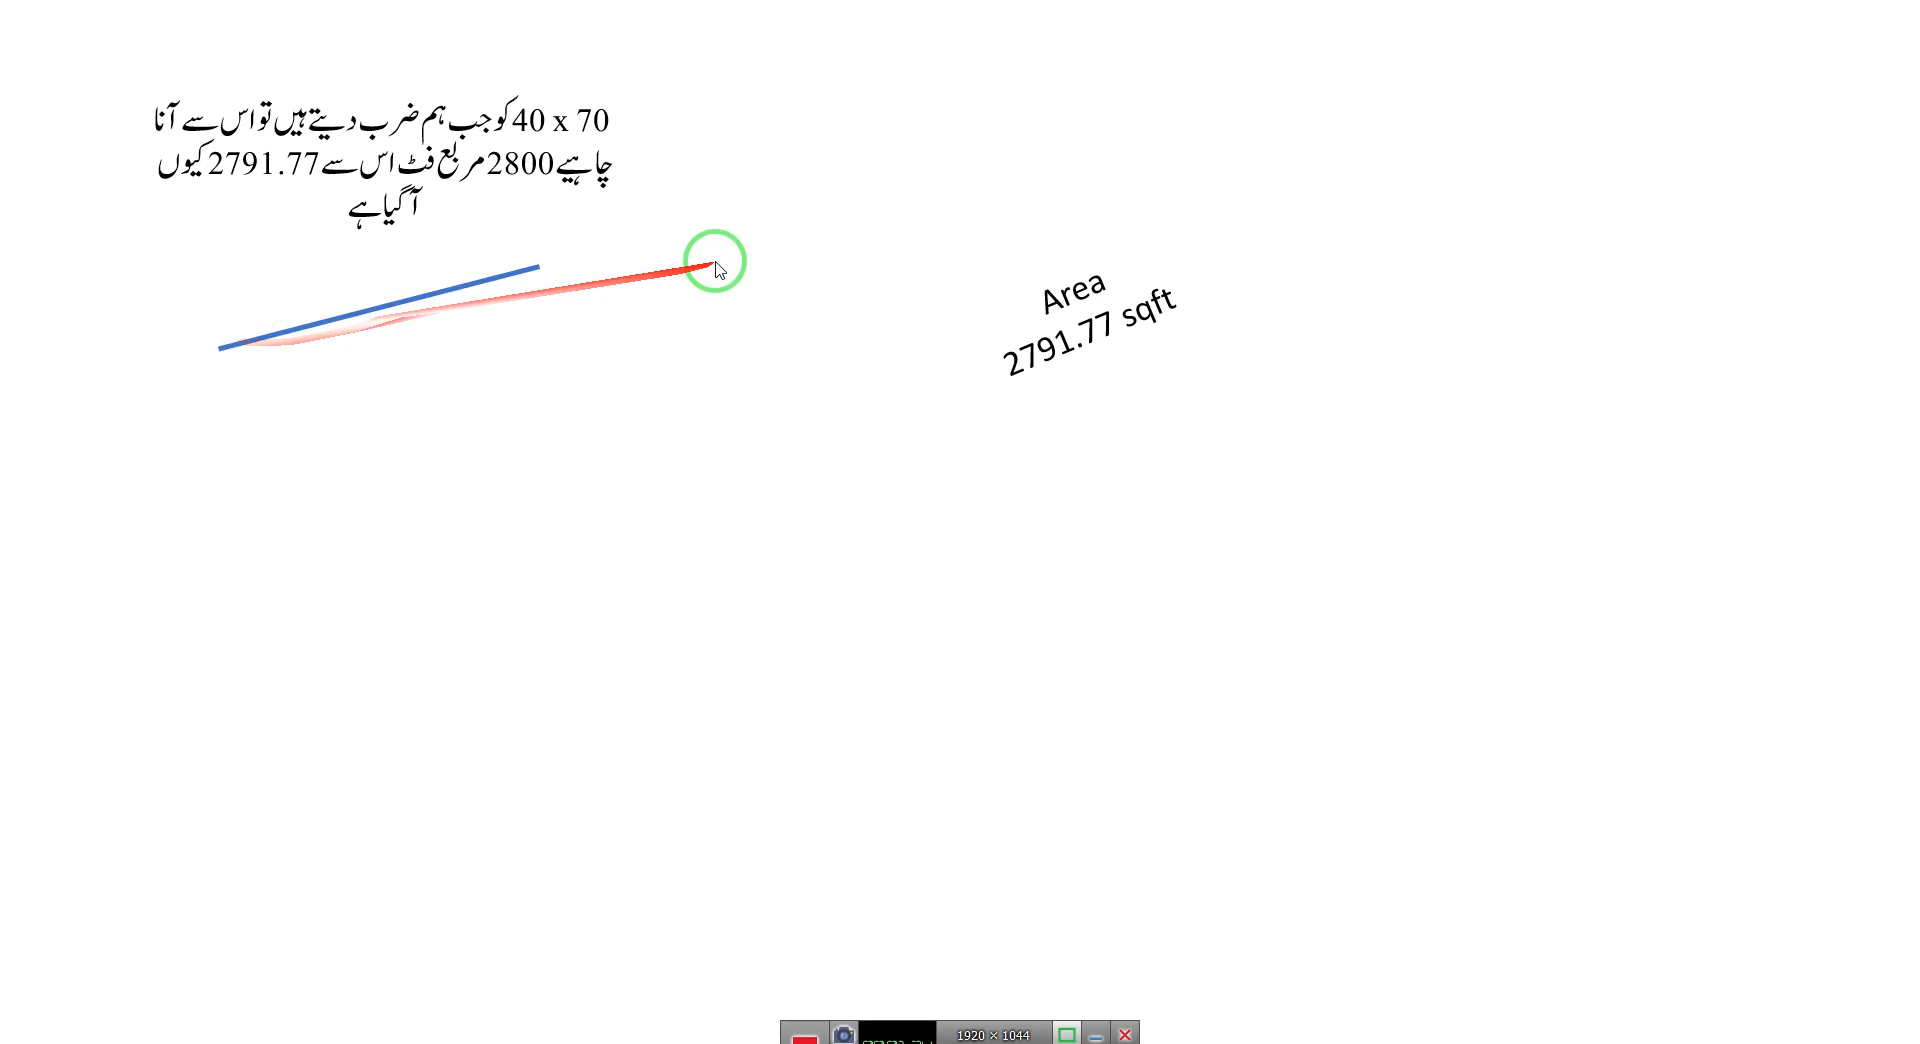 40 x 70 کو جب ہم ضرب دیتے ہیں تو اس سے آنا
چاہیے 2800 مربع فٹ اس سے 2791.77 کیوں
آ گیا ہے
Area
2791.77 sqft
1920 × 1044